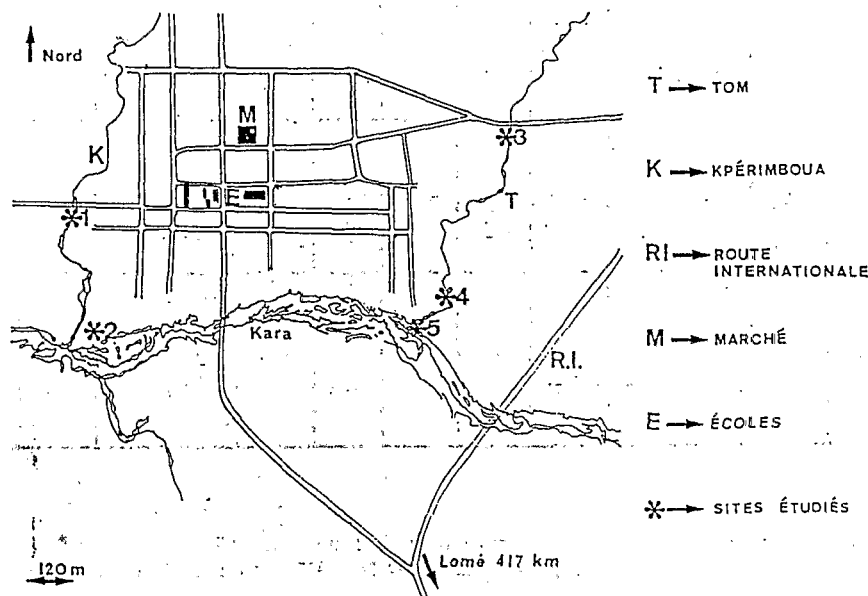 Nord
M
K
1
E
T
3
4
2
Kara
5
R.I.
120m
Lomé 417 km
T → TOM
K → KPÉRIMBOUA
RI → ROUTE
INTERNATIONALE
M → MARCHÉ
E → ÉCOLES
* → SITES ÉTUDIÉS